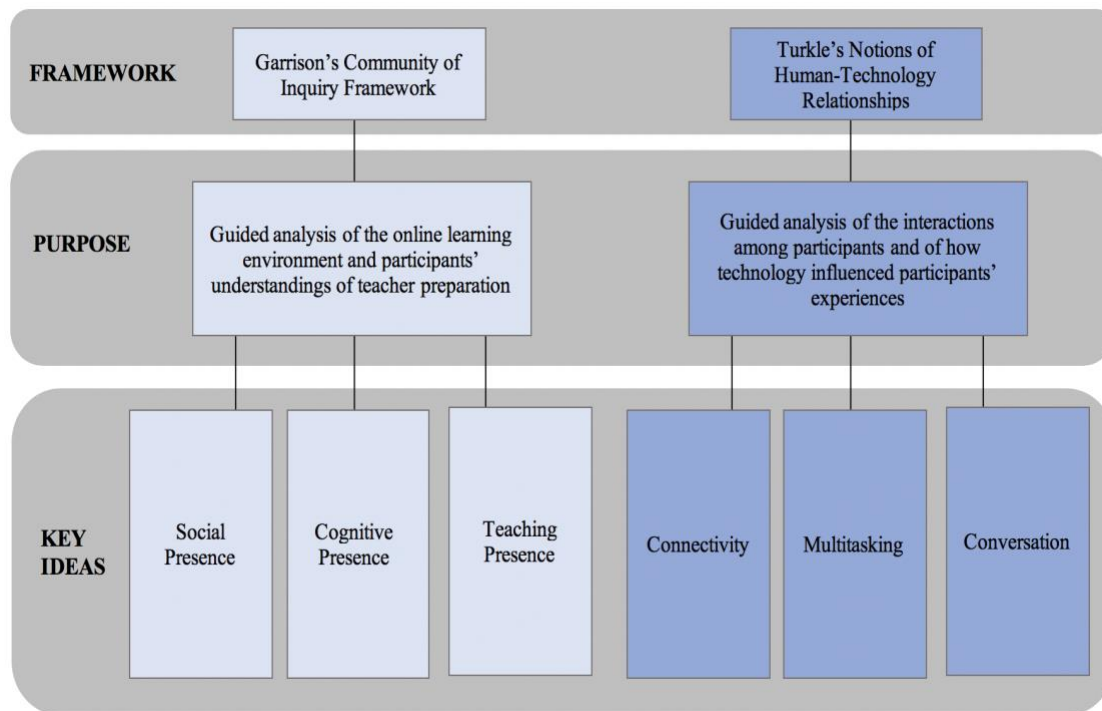 FRAMEWORK
Garrison’s Community of
Inquiry Framework
Turkle’s Notions of
Human-Technology
Relationships
PURPOSE
Guided analysis of the online learning
environment and participants’
understandings of teacher preparation
Guided analysis of the interactions
among participants and of how
technology influenced participants’
experiences
KEY
IDEAS
Social
Presence
Cognitive
Presence
Teaching
Presence
Connectivity
Multitasking
Conversation